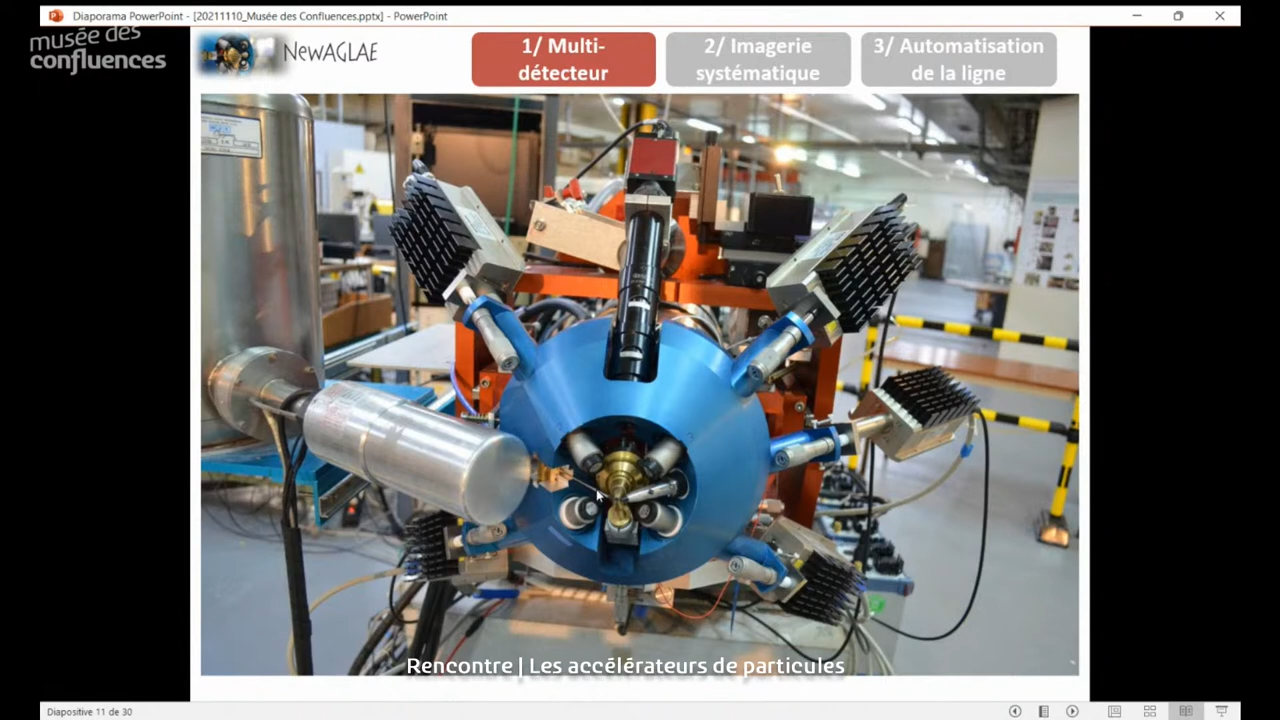 Diaporama PowerPoint - [20211110_Musée des Confluences.pptx] - PowerPoint
musée des
confluences
NewAGLAE
1/ Multi-
détecteur
2/ Imagerie
systématique
3/ Automatisation
de la ligne
Rencontre | Les accélérateurs de particules
Diapositive 11 de 30